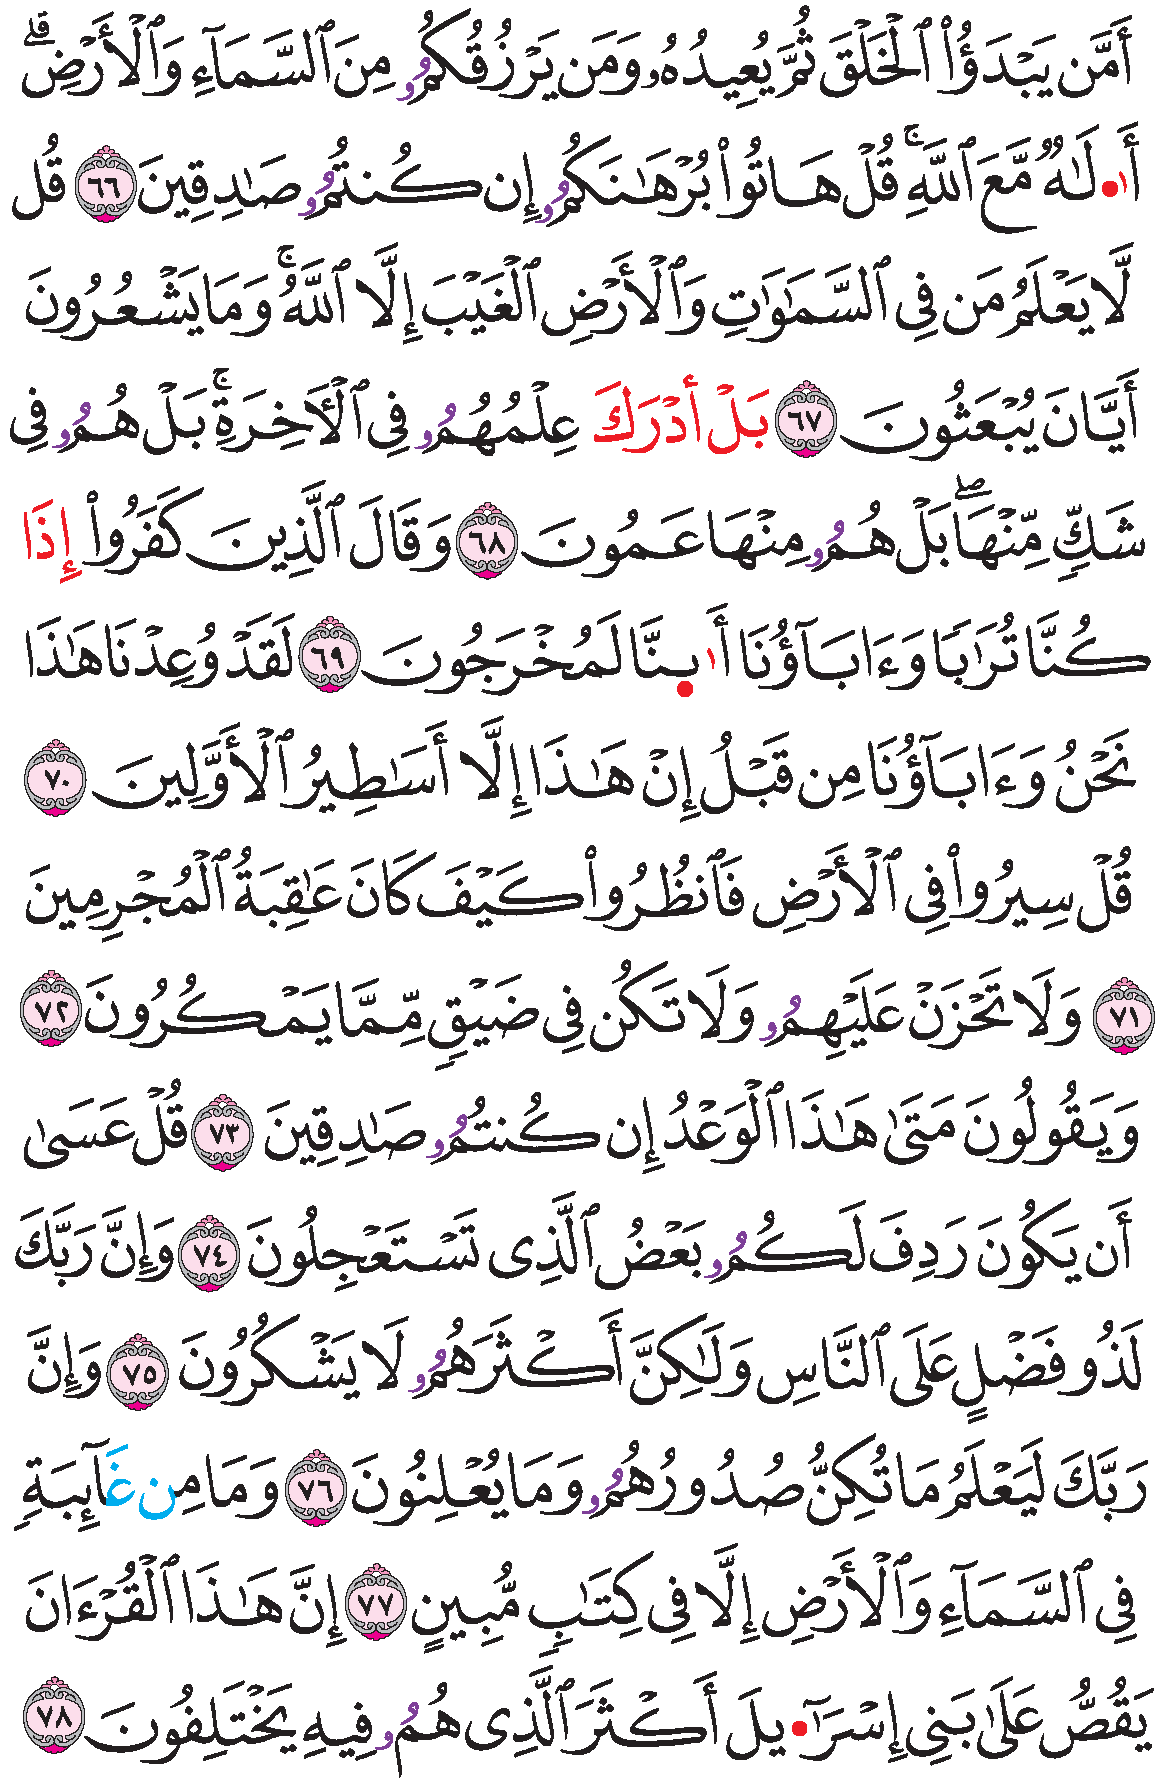 أَمَّن يَبْدَؤُا۟ ٱلْخَلْقَ ثُمَّ يُعِيدُهُۥ وَمَن يَرْزُقُكُمُۥ مِنَ ٱلسَّمَآءِ وَٱلْأَرْضِۗ
أَ۬ا۟لَٰهٌ مَّعَ ٱللَّهِۚ قُلْ هَاتُوا۟ بُرْهَٰنَكُمُۥ إِن كُنتُمُۥ صَٰدِقِينَ ٦٦ قُل
لَّا يَعْلَمُ مَن فِى ٱلسَّمَٰوَٰتِ وَٱلْأَرْضِ ٱلْغَيْبَ إِلَّا ٱللَّهُۚ وَمَا يَشْعُرُونَ
أَيَّانَ يُبْعَثُونَ ٦٧ بَلْ أَدْرَكَ عِلْمُهُمُۥ فِى ٱلْأَخِرَةِۚ بَلْ هُمُۥ فِى
شَكٍّ مِّنْهَاۖ بَلْ هُمُۥ مِنْهَا عَمُونَ ٦٨ وَقَالَ ٱلَّذِينَ كَفَرُوا۟ إِذَا
كُنَّا تُرَٰبًا وَءَابَآؤُنَا أَ۟ىِٕنَّا لَمُخْرَجُونَ ٦٩ لَقَدْ وُعِدْنَا هَٰذَا
نَحْنُ وَءَابَآؤُنَا مِن قَبْلُ إِنْ هَٰذَا إِلَّا أَسَٰطِيرُ ٱلْأَوَّلِينَ ٧٠
قُلْ سِيرُوا۟ فِى ٱلْأَرْضِ فَٱنظُرُوا۟ كَيْفَ كَانَ عَٰقِبَةُ ٱلْمُجْرِمِينَ
٧١ وَلَا تَحْزَنْ عَلَيْهِمُۥ وَلَا تَكُن فِى ضَيْقٍ مِّمَّا يَمْكُرُونَ ٧٢
وَيَقُولُونَ مَتَىٰ هَٰذَا ٱلْوَعْدُ إِن كُنتُمُۥ صَٰدِقِينَ ٧٣ قُلْ عَسَىٰ
أَن يَكُونَ رَدِفَ لَكُمُۥ بَعْضُ ٱلَّذِى تَسْتَعْجِلُونَ ٧٤ وَإِنَّ رَبَّكَ
لَذُو فَضْلٍ عَلَى ٱلنَّاسِ وَلَٰكِنَّ أَكْثَرَهُمُۥ لَا يَشْكُرُونَ ٧٥ وَإِنَّ
رَبَّكَ لَيَعْلَمُ مَا تُكِنُّ صُدُورُهُمُۥ وَمَا يُعْلِنُونَ ٧٦ وَمَا مِن غَآئِبَةٍ
فِى ٱلسَّمَآءِ وَٱلْأَرْضِ إِلَّا فِى كِتَٰبٍ مُّبِينٍ ٧٧ إِنَّ هَٰذَا ٱلْقُرْءَانَ
يَقُصُّ عَلَىٰ بَنِى إِسْرَآ•يلَ أَكْثَرَ ٱلَّذِى هُمُۥ فِيهِ يَخْتَلِفُونَ ٧٨